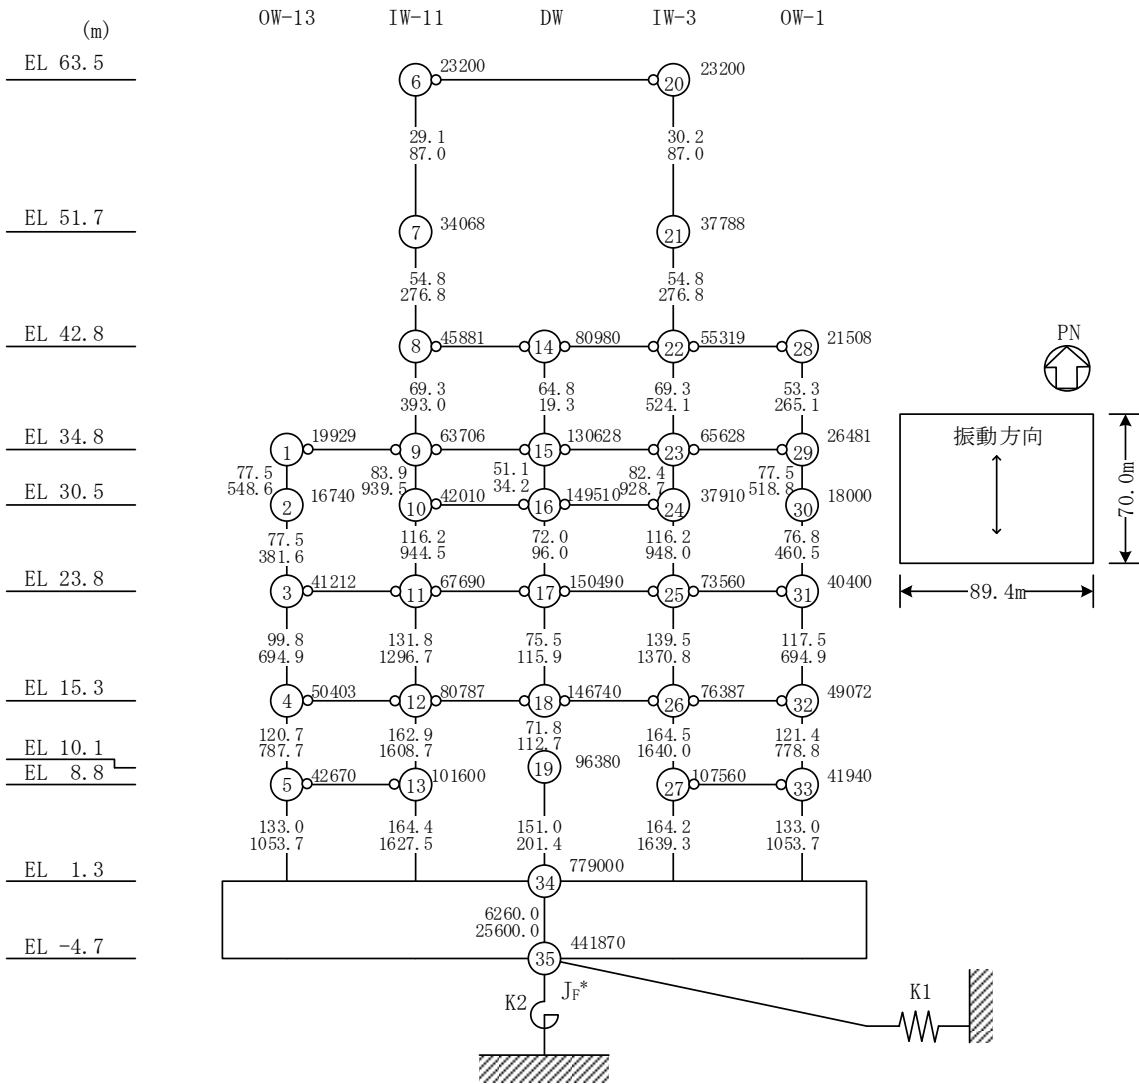 OW-13 IW-11 DW IW-3 OW-1
(m)
EL 63.5
6 23200 20 23200
29.1 30.2
87.0 87.0
EL 51.7
7 34068 21 37788
54.8 54.8
276.8 276.8
EL 42.8
8 45881 14 80980 22 55319 28 21508
69.3 64.8 69.3 53.3
393.0 19.3 524.1 265.1
EL 34.8
1 19929 9 63706 15 130628 23 65628 29 26481
77.5 83.9 51.1 82.4 77.5
548.6 939.5 34.2 928.7 518.8
EL 30.5
2 16740 10 42010 16 149510 24 37910 30 18000
77.5 116.2 72.0 116.2 76.8
381.6 944.5 96.0 948.0 460.5
EL 23.8
3 41212 11 67690 17 150490 25 73560 31 40400
99.8 131.8 75.5 139.5 117.5
694.9 1296.7 115.9 1370.8 694.9
EL 15.3
4 50403 12 80787 18 146740 26 76387 32 49072
120.7 162.9 71.8 164.5 121.4
787.7 1608.7 112.7 1640.0 778.8
EL 10.1
19 96380
EL 8.8
5 42670 13 101600 27 107560 33 41940
133.0 164.4 151.0 164.2 133.0
1053.7 1627.5 201.4 1639.3 1053.7
EL 1.3
34 779000
6260.0
25600.0
EL -4.7
35 441870
K2 JF*
K1
PN
振動方向
70.0m
89.4m